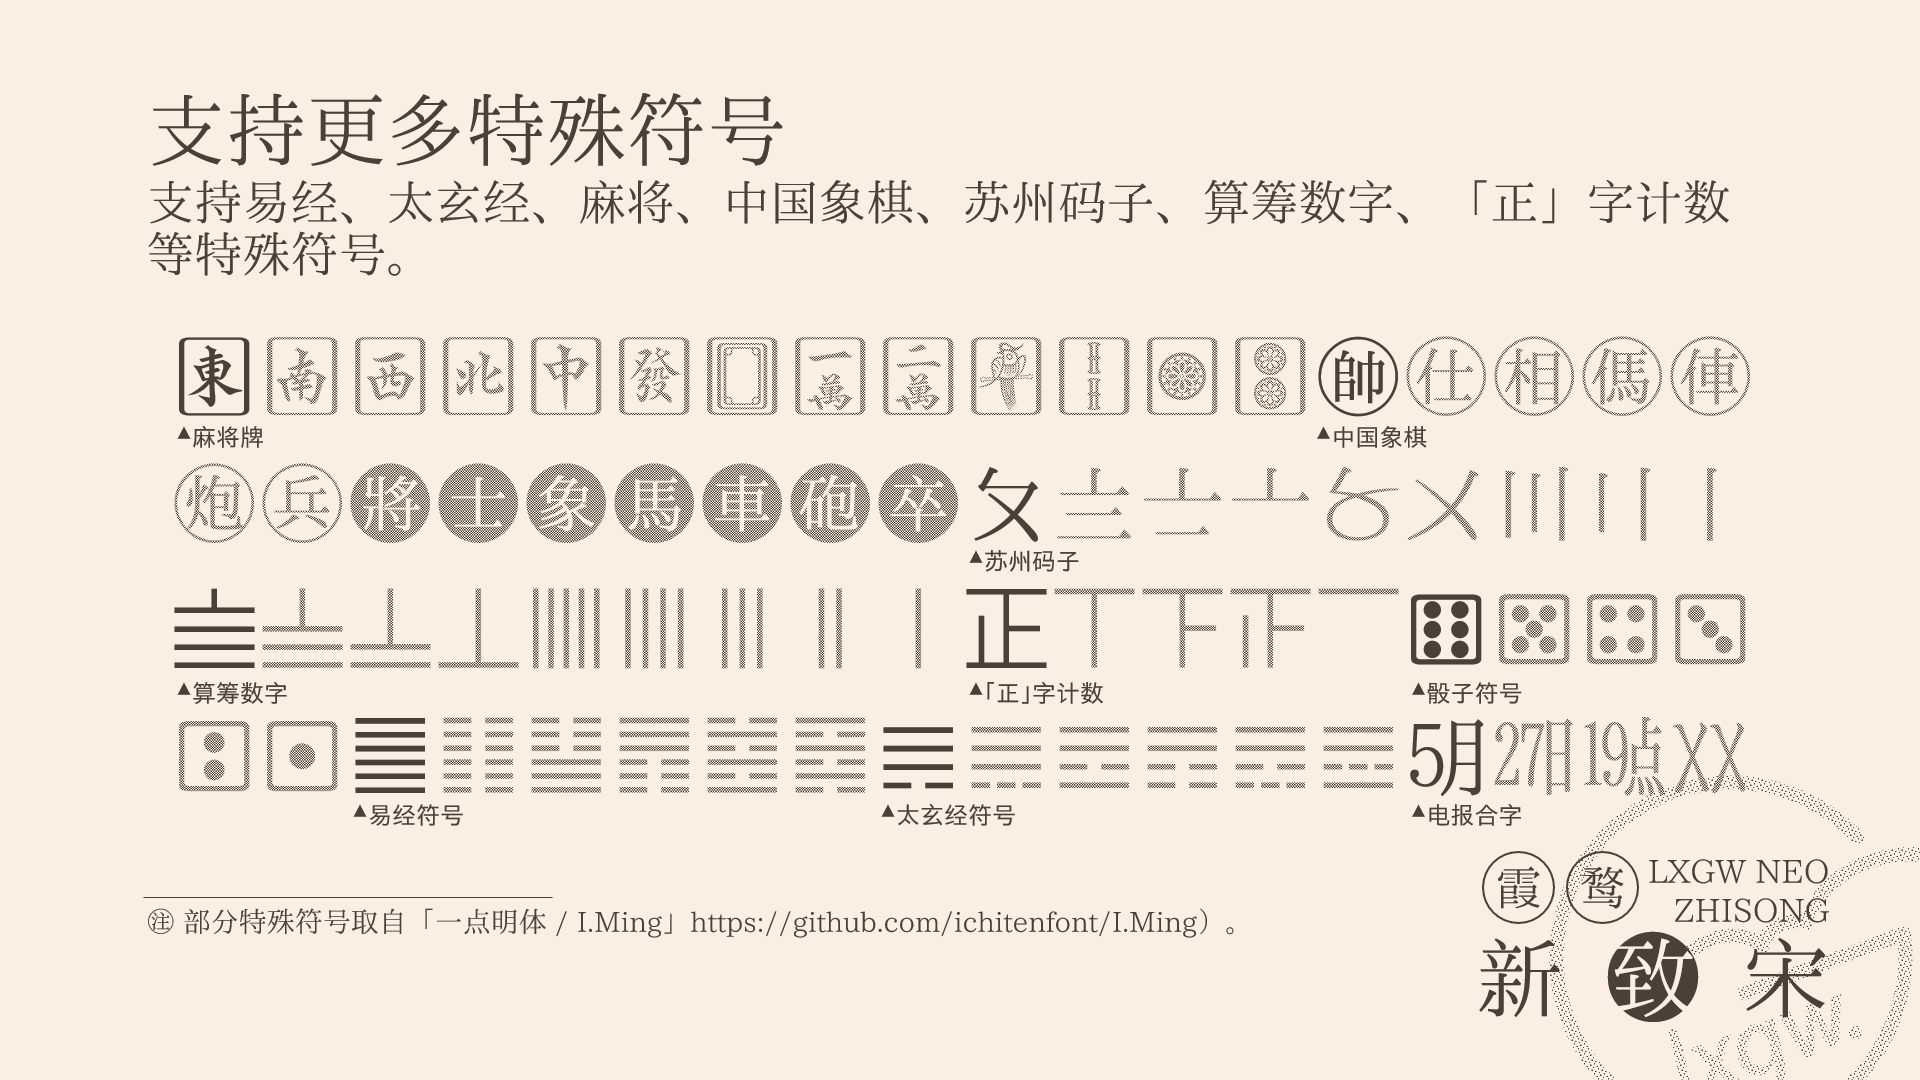 支持更多特殊符号
支持易经、太玄经、麻将、中国象棋、苏州码子、算筹数字、「正」字计数
等特殊符号。
東 南 西 北 中 發 一萬 二萬 帥 仕 相 傌 俥
▲麻将牌 ▲中国象棋
炮 兵 將 士 象 馬 車 砲 卒 〩 〨 〧 〦 〥 〤 〣 〢 〡
▲苏州码子
正
▲算筹数字 ▲「正」字计数 ▲骰子符号
5月 27日 19点 XX
▲易经符号 ▲太玄经符号 ▲电报合字
霞 鹜 LXGW NEO
ZHISONG
㊟ 部分特殊符号取自「一点明体 / I.Ming」https://github.com/ichitenfont/I.Ming）。
新 致 宋
lxgw.